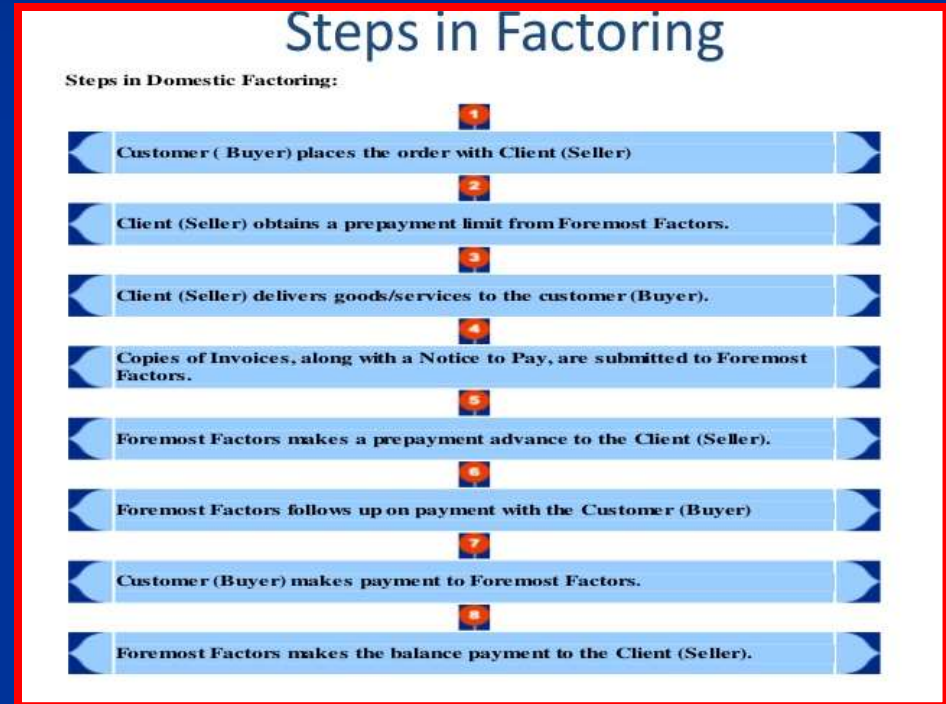 Steps in Factoring
Steps in Domestic Factoring:
1
Customer ( Buyer) places the order with Client (Seller)
2
Client (Seller) obtains a prepayment limit from Foremost Factors.
3
Client (Seller) delivers goods/services to the customer (Buyer).
4
Copies of Invoices, along with a Notice to Pay, are submitted to Foremost
Factors.
5
Foremost Factors makes a prepayment advance to the Client (Seller).
6
Foremost Factors follows up on payment with the Customer (Buyer)
7
Customer (Buyer) makes payment to Foremost Factors.
8
Foremost Factors makes the balance payment to the Client (Seller).